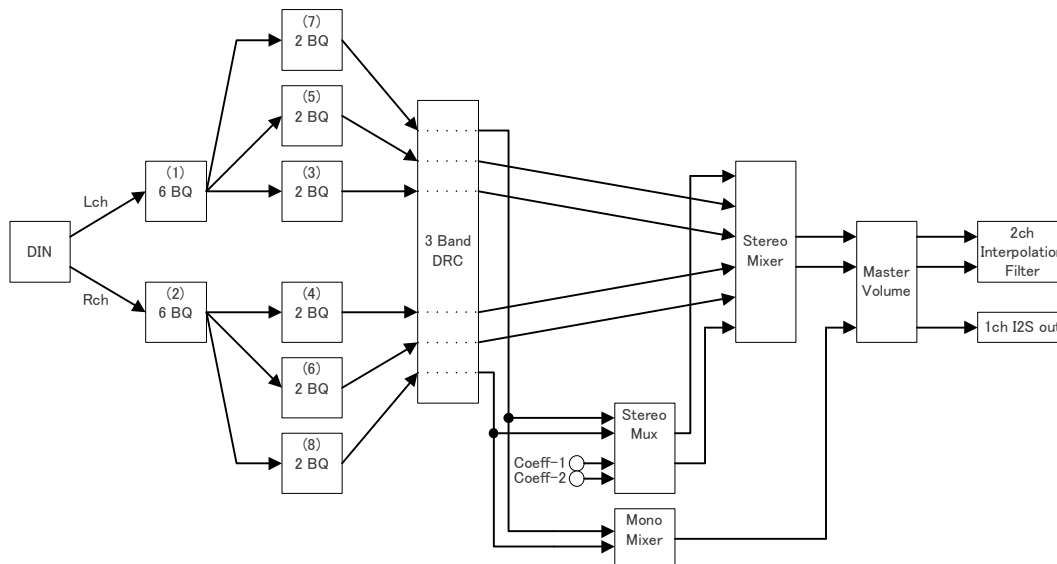 (7)
2 BQ
(5)
2 BQ
(1)
6 BQ
(3)
2 BQ
Lch
DIN
Rch
(2)
6 BQ
(4)
2 BQ
(6)
2 BQ
(8)
2 BQ
3 Band
DRC
Stereo
Mixer
Master
Volume
2ch
Interpolation
Filter
1ch I2S out
Stereo
Mux
Coeff-1
Coeff-2
Mono
Mixer